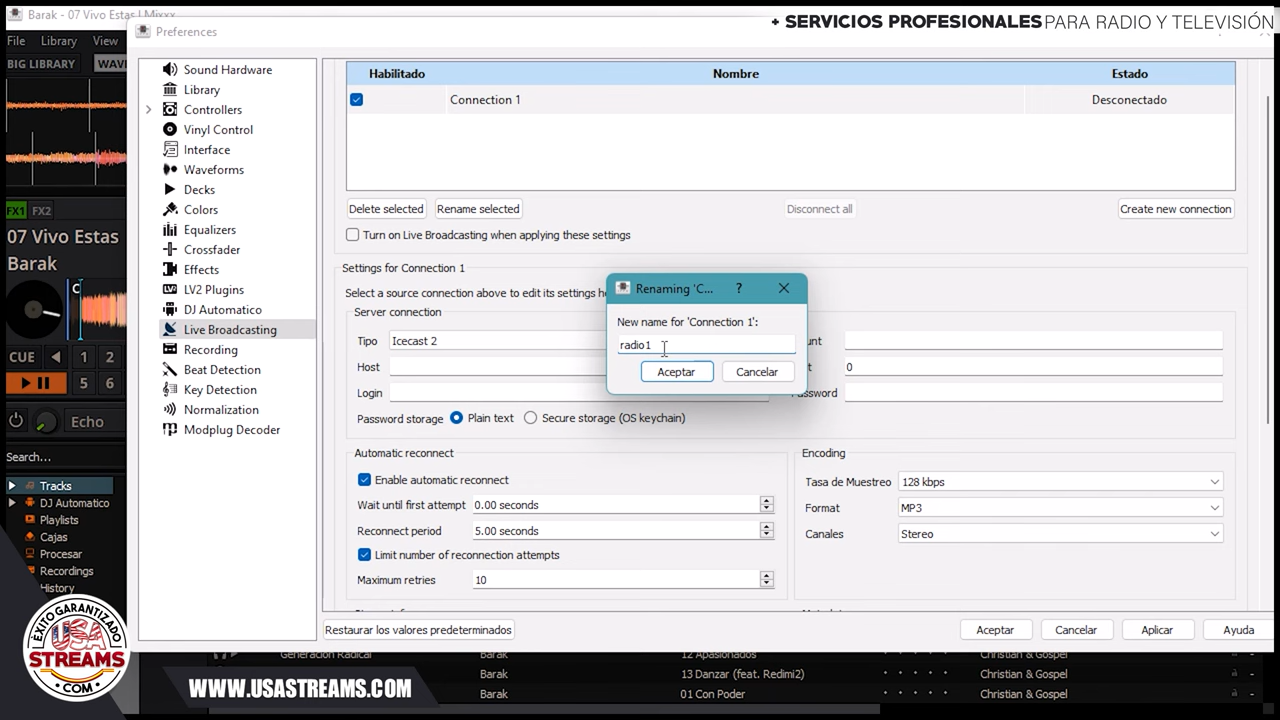 Barak - 07 Vivo Estas | Mixxx
+ SERVICIOS PROFESIONALES PARA RADIO Y TELEVISIÓN
Preferences
File Library View
BIG LIBRARY
FX1 FX2
07 Vivo Estas
Barak
C
CUE 1 2
5 6
Echo
Search...
Tracks
DJ Automatico
Playlists
Cajas
Procesar
Recordings
History
Sound Hardware
Library
Controllers
Vinyl Control
Interface
Waveforms
Decks
Colors
Equalizers
Crossfader
Effects
LV2 Plugins
DJ Automatico
Live Broadcasting
Recording
Beat Detection
Key Detection
Normalization
Modplug Decoder
Habilitado Nombre Estado
Connection 1 Desconectado
Delete selected Rename selected Disconnect all Create new connection
Turn on Live Broadcasting when applying these settings
Settings for Connection 1
Select a source connection above to edit its settings
Server connection
Tipo Icecast 2
Host 0
Login
Password storage Plain text Secure storage (OS keychain)
Renaming 'C...
?
New name for 'Connection 1':
radio1
Aceptar Cancelar
Automatic reconnect
Enable automatic reconnect
Wait until first attempt 0.00 seconds
Reconnect period 5.00 seconds
Limit number of reconnection attempts
Maximum retries 10
Encoding
Tasa de Muestreo 128 kbps
Format MP3
Canales Stereo
Restaurar los valores predeterminados Aceptar Cancelar Aplicar Ayuda
Generacion Radical Barak 12 Apasionados Christian & Gospel
Barak 13 Danzar (feat. Redimi2) Christian & Gospel
Barak 01 Con Poder Christian & Gospel
ÉXITO GARANTIZADO
USA
STREAMS
.COM
WWW.USASTREAMS.COM